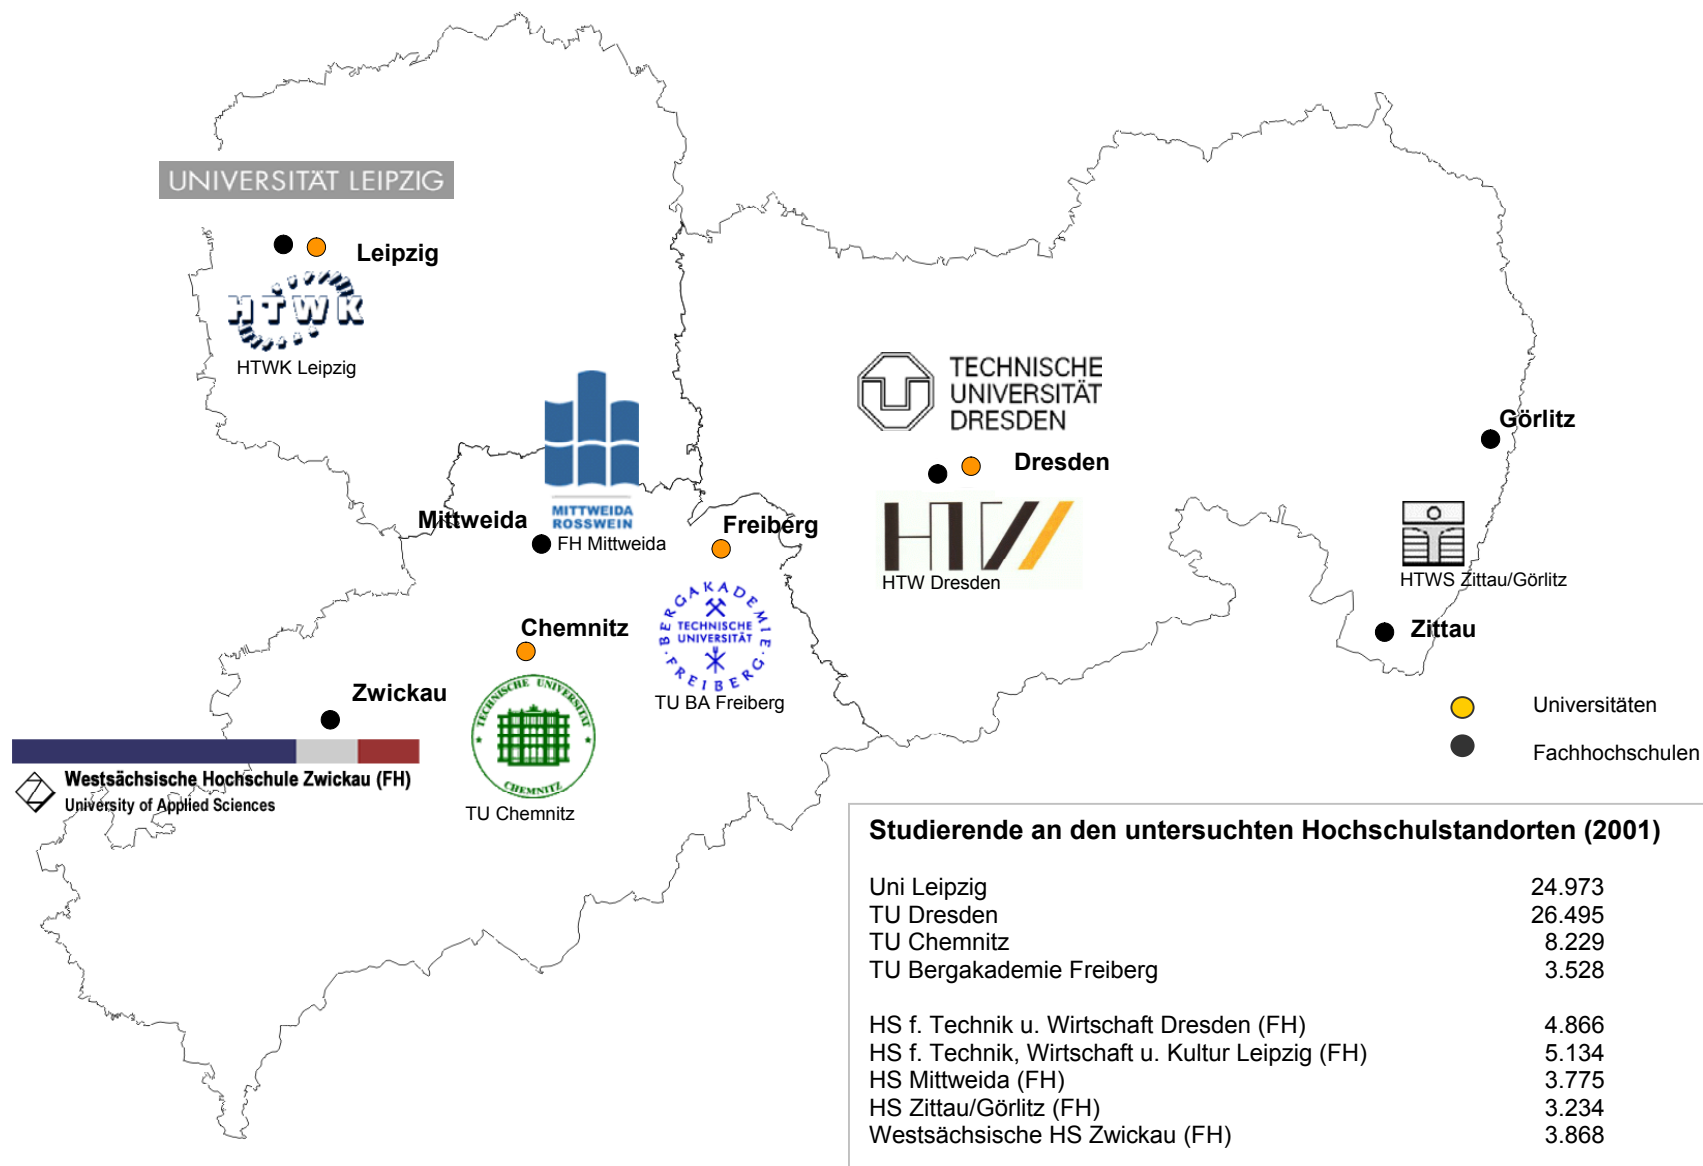 UNIVERSITÄT LEIPZIG
Leipzig
HTWK
HTWK Leipzig
TECHNISCHE
UNIVERSITÄT
DRESDEN
Dresden
HTW
HTW Dresden
Görlitz
HTWS Zittau/Görlitz
Zittau
MITTWEIDA
ROSSWEIN
Mittweida
FH Mittweida
Freiberg
BERGAKADEMIE
TECHNISCHE
UNIVERSITÄT
FREIBERG
TU BA Freiberg
Chemnitz
TECHNISCHE UNIVERSITÄT
CHEMNITZ
TU Chemnitz
Zwickau
Westsächsische Hochschule Zwickau (FH)
University of Applied Sciences
Universitäten
Fachhochschulen
Studierende an den untersuchten Hochschulstandorten (2001)
Uni Leipzig 24.973
TU Dresden 26.495
TU Chemnitz 8.229
TU Bergakademie Freiberg 3.528
HS f. Technik u. Wirtschaft Dresden (FH) 4.866
HS f. Technik, Wirtschaft u. Kultur Leipzig (FH) 5.134
HS Mittweida (FH) 3.775
HS Zittau/Görlitz (FH) 3.234
Westsächsische HS Zwickau (FH) 3.868